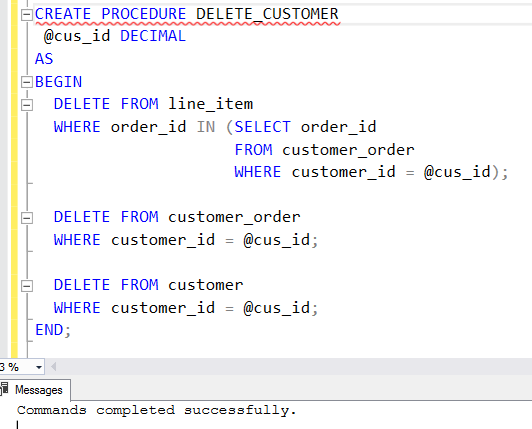 CREATE PROCEDURE DELETE_CUSTOMER
@cus_id DECIMAL
AS
BEGIN
DELETE FROM line_item
WHERE order_id IN (SELECT order_id
FROM customer_order
WHERE customer_id = @cus_id);
DELETE FROM customer_order
WHERE customer_id = @cus_id;
DELETE FROM customer
WHERE customer_id = @cus_id;
END;
3 %
Messages
Commands completed successfully.